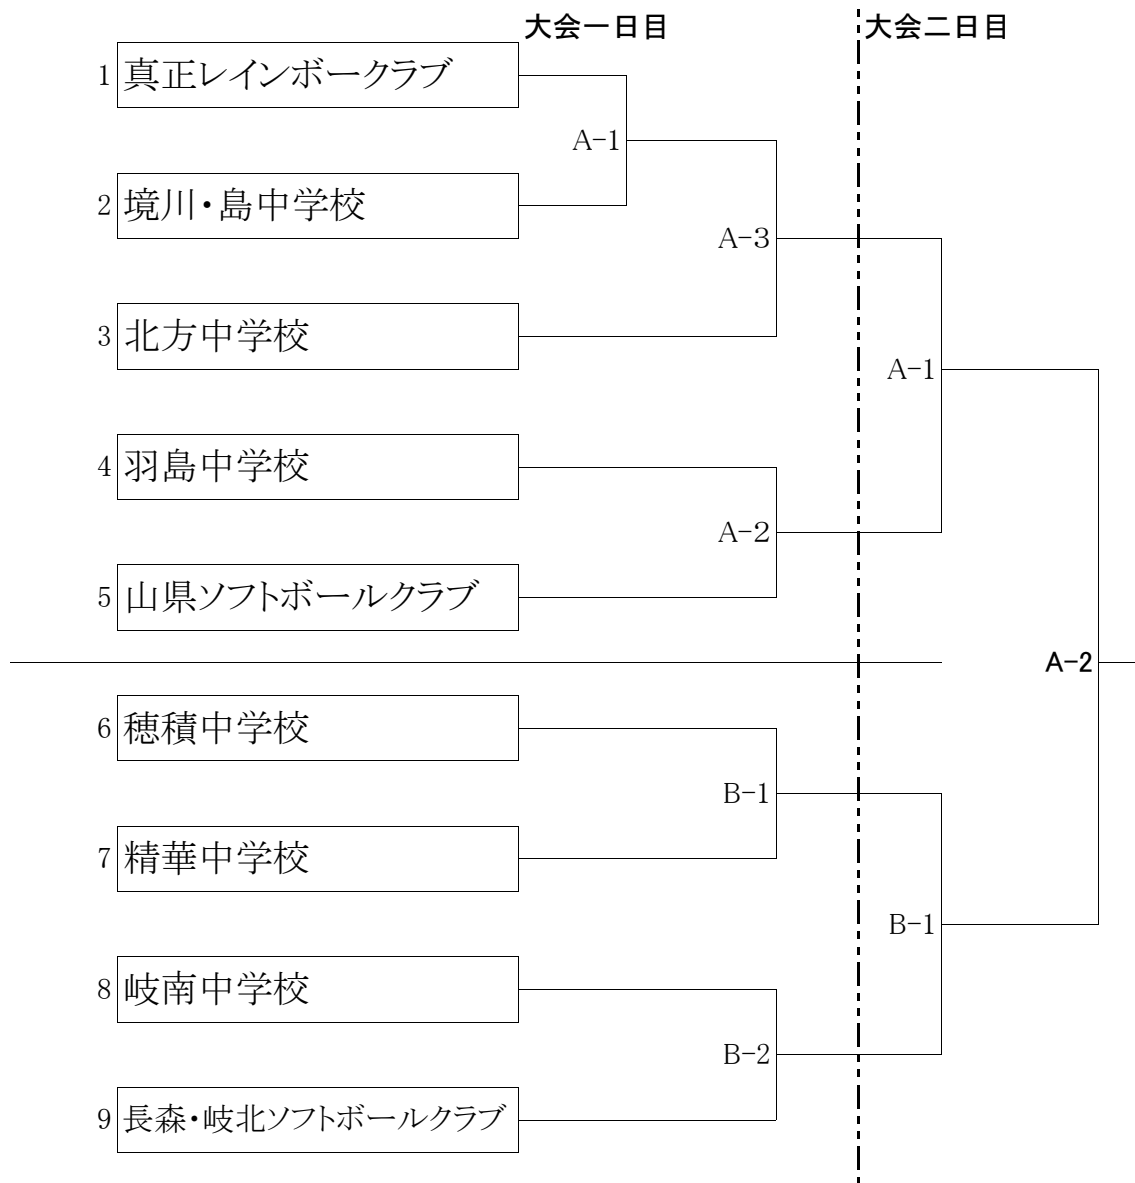 大会一日目
大会二日目
1 真正レインボークラブ
A-1
2 境川・島中学校
A-3
3 北方中学校
A-1
4 羽島中学校
A-2
5 山県ソフトボールクラブ
A-2
6 穂積中学校
B-1
7 精華中学校
B-1
8 岐南中学校
B-2
9 長森・岐北ソフトボールクラブ